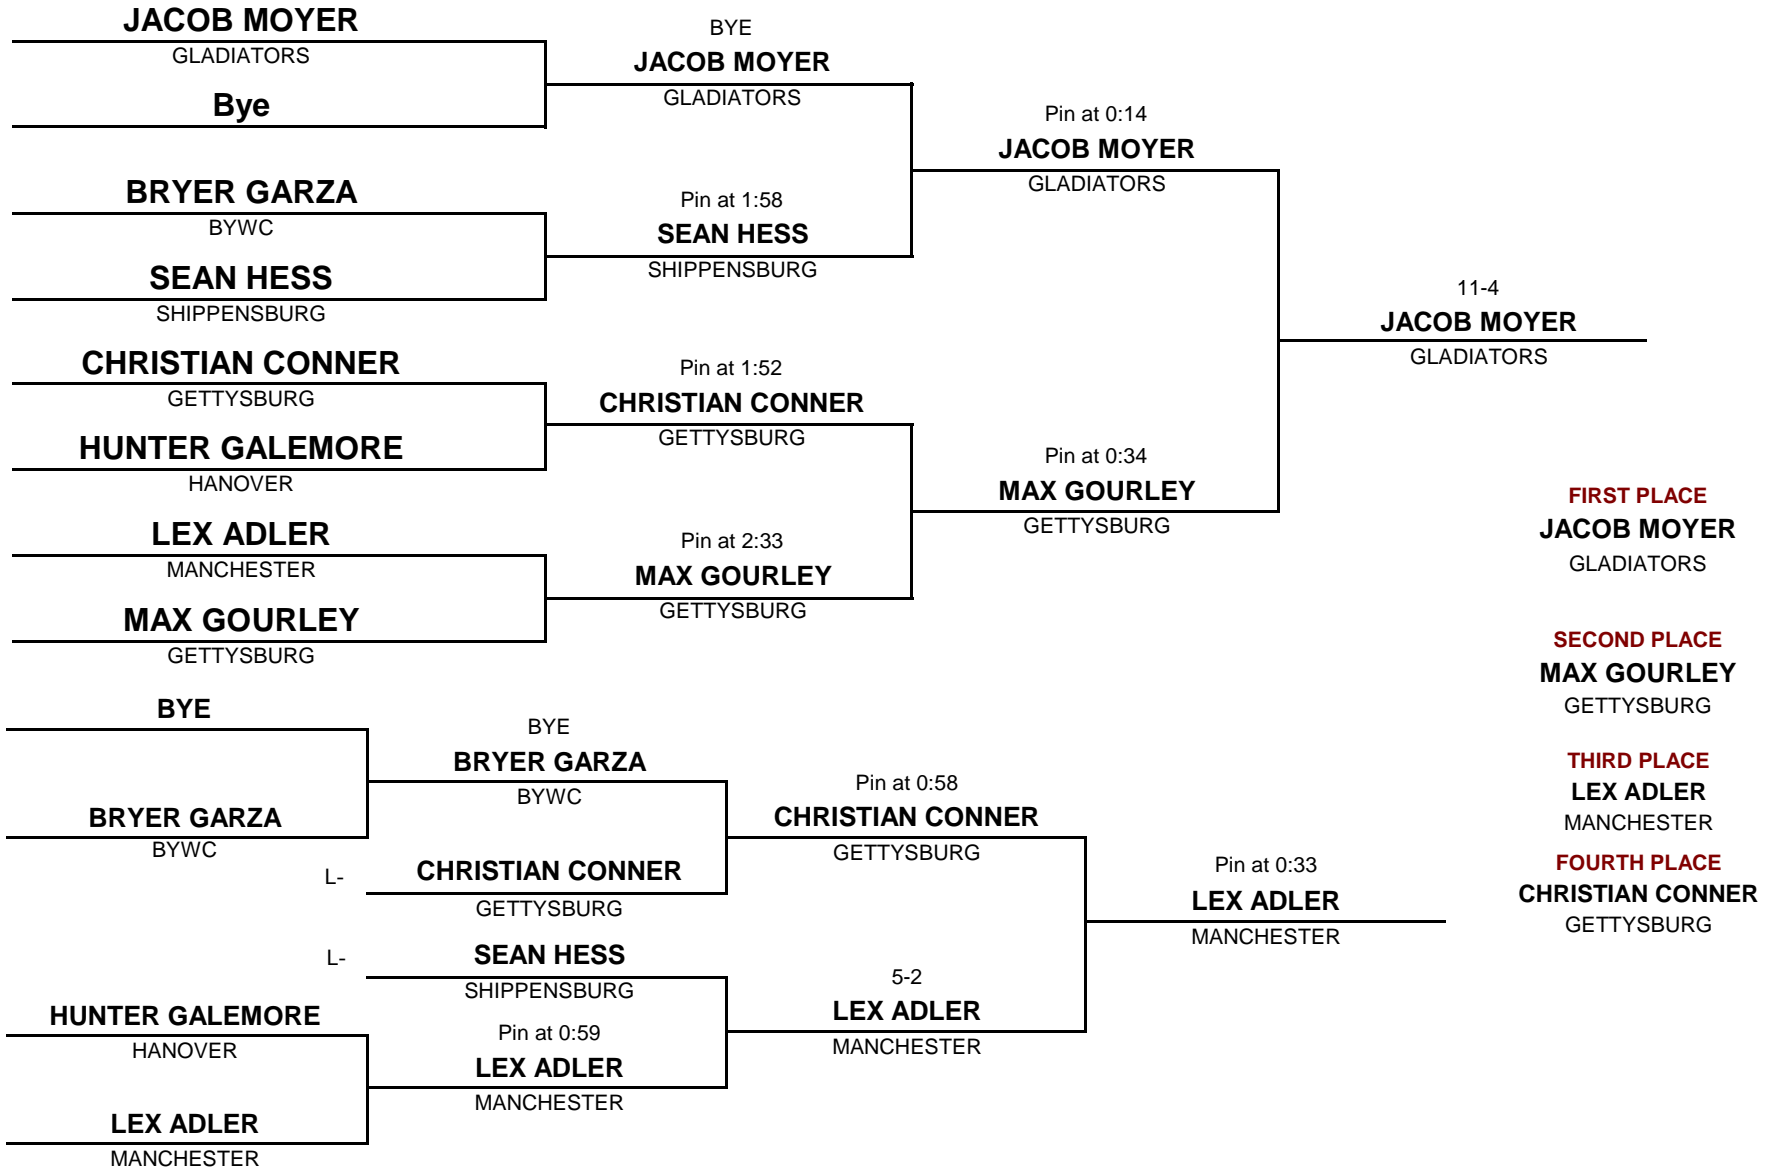 JACOB MOYER
GLADIATORS
Bye
BRYER GARZA
BYWC
SEAN HESS
SHIPPENSBURG
CHRISTIAN CONNER
GETTYSBURG
HUNTER GALEMORE
HANOVER
LEX ADLER
MANCHESTER
MAX GOURLEY
GETTYSBURG
BYE
JACOB MOYER
GLADIATORS
Pin at 1:58
SEAN HESS
SHIPPENSBURG
Pin at 1:52
CHRISTIAN CONNER
GETTYSBURG
Pin at 2:33
MAX GOURLEY
GETTYSBURG
Pin at 0:14
JACOB MOYER
GLADIATORS
Pin at 0:34
MAX GOURLEY
GETTYSBURG
11-4
JACOB MOYER
GLADIATORS
FIRST PLACE
JACOB MOYER
GLADIATORS
SECOND PLACE
MAX GOURLEY
GETTYSBURG
THIRD PLACE
LEX ADLER
MANCHESTER
FOURTH PLACE
CHRISTIAN CONNER
GETTYSBURG
BYE
BRYER GARZA
BYWC
HUNTER GALEMORE
HANOVER
LEX ADLER
MANCHESTER
BYE
BRYER GARZA
BYWC
L-
CHRISTIAN CONNER
GETTYSBURG
L-
SEAN HESS
SHIPPENSBURG
Pin at 0:59
LEX ADLER
MANCHESTER
Pin at 0:58
CHRISTIAN CONNER
GETTYSBURG
5-2
LEX ADLER
MANCHESTER
Pin at 0:33
LEX ADLER
MANCHESTER